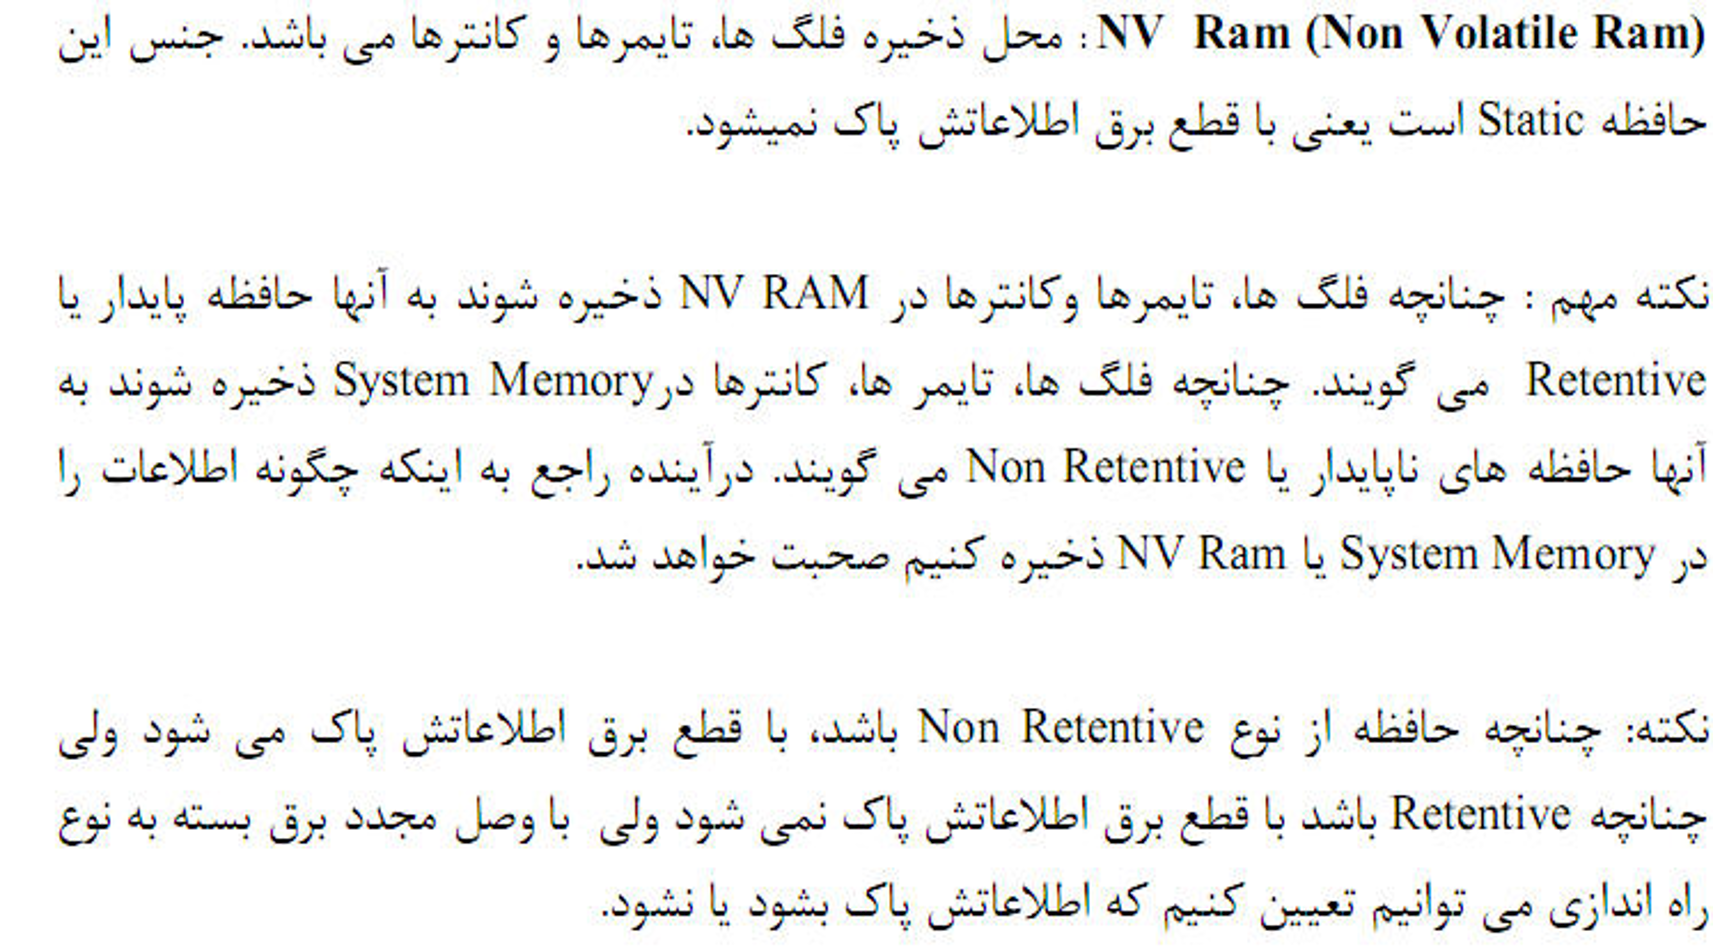 NV Ram (Non Volatile Ram) : محل ذخیره فلگ ها، تایمرها و کانترها می باشد. جنس این
حافظه Static است یعنی با قطع برق اطلاعاتش پاک نمیشود.
نکته مهم : چنانچه فلگ ها، تایمرها وکانترها در NV RAM ذخیره شوند به آنها حافظه پایدار یا
Retentive می گویند. چنانچه فلگ ها، تایمر ها، کانترها درSystem Memory ذخیره شوند به
آنها حافظه های ناپایدار یا Non Retentive می گویند. درآینده راجع به اینکه چگونه اطلاعات را
در System Memory یا NV Ram ذخیره کنیم صحبت خواهد شد.
نکته: چنانچه حافظه از نوع Non Retentive باشد، با قطع برق اطلاعاتش پاک می شود ولی
چنانچه Retentive باشد با قطع برق اطلاعاتش پاک نمی شود ولی با وصل مجدد برق بسته به نوع
راه اندازی می توانیم تعیین کنیم که اطلاعاتش پاک بشود یا نشود.